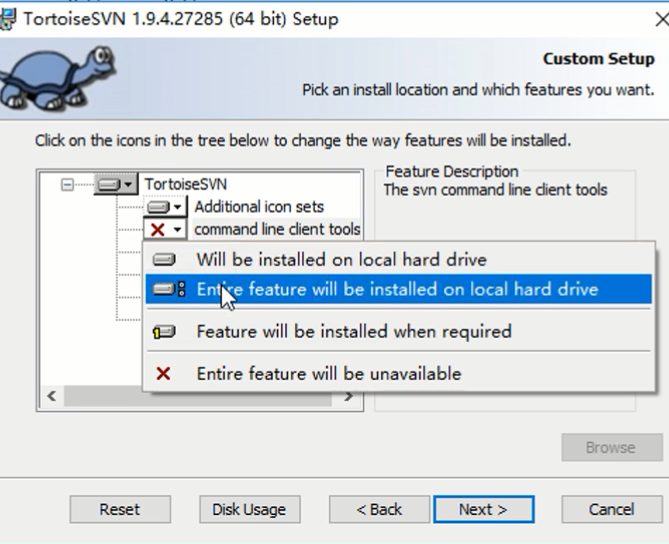 TortoiseSVN 1.9.4.27285 (64 bit) Setup
Custom Setup
Pick an install location and which features you want.
Click on the icons in the tree below to change the way features will be installed.
TortoiseSVN
Additional icon sets
command line client tools
Feature Description
The svn command line client tools
Will be installed on local hard drive
Entire feature will be installed on local hard drive
Feature will be installed when required
Entire feature will be unavailable
Browse
Reset
Disk Usage
< Back
Next >
Cancel